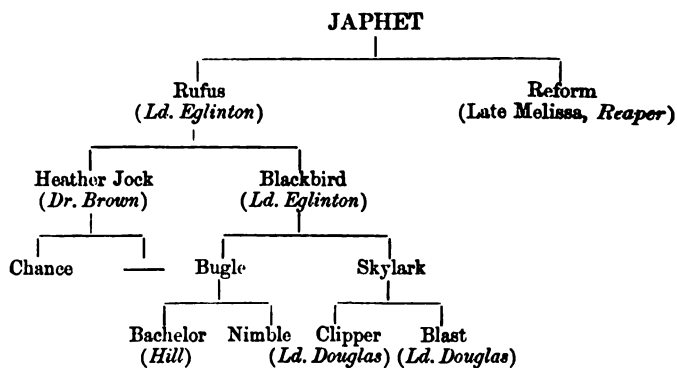 JAPHET
Rufus Reform
(Ld. Eglinton) (Late Melissa, Reaper)
Heather Jock Blackbird
(Dr. Brown) (Ld. Eglinton)
Chance —— Bugle Skylark
Bachelor Nimble Clipper Blast
(Hill) (Ld. Douglas) (Ld. Douglas)